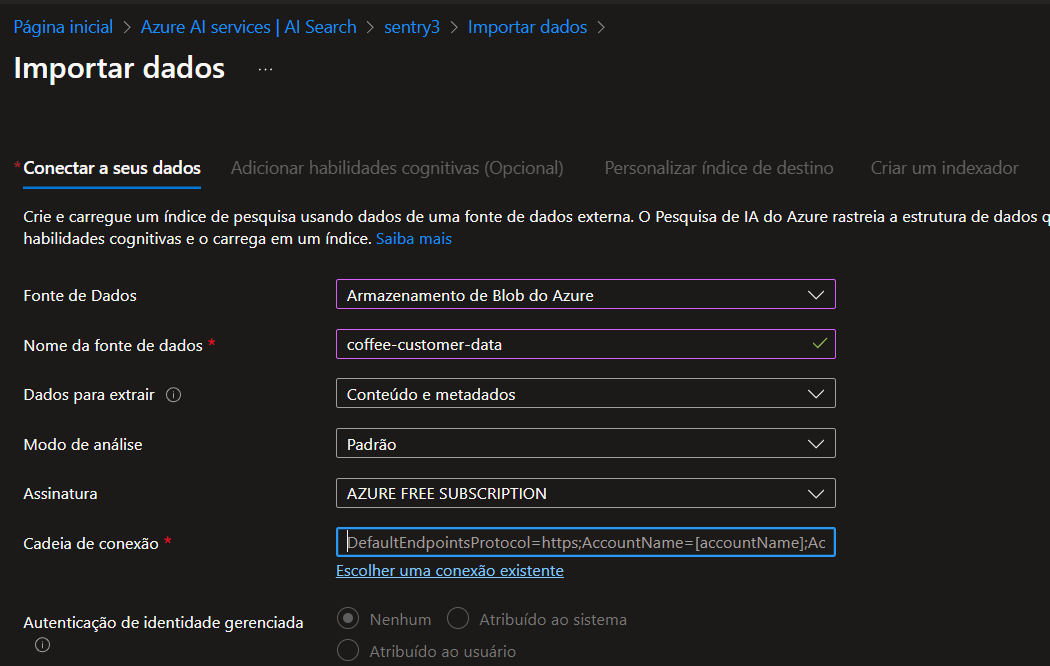 Página inicial > Azure AI services | AI Search > sentry3 > Importar dados >
Importar dados ...
* Conectar a seus dados Adicionar habilidades cognitivas (Opcional) Personalizar índice de destino Criar um indexador
Crie e carregue um índice de pesquisa usando dados de uma fonte de dados externa. O Pesquisa de IA do Azure rastreia a estrutura de dados q
habilidades cognitivas e o carrega em um índice. Saiba mais
Fonte de Dados Armazenamento de Blob do Azure
Nome da fonte de dados * coffee-customer-data
Dados para extrair Conteúdo e metadados
Modo de análise Padrão
Assinatura AZURE FREE SUBSCRIPTION
Cadeia de conexão * DefaultEndpointsProtocol=https;AccountName=[accountName];Ac
Escolher uma conexão existente
Autenticação de identidade gerenciada Nenhum Atribuído ao sistema
Atribuído ao usuário